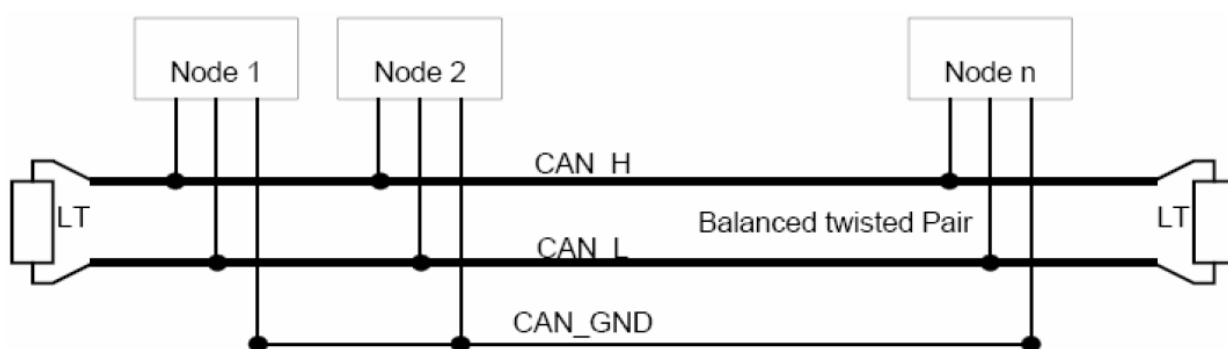 Node 1
Node 2
Node n
CAN_H
LT
Balanced twisted Pair
LT
CAN_L
CAN_GND